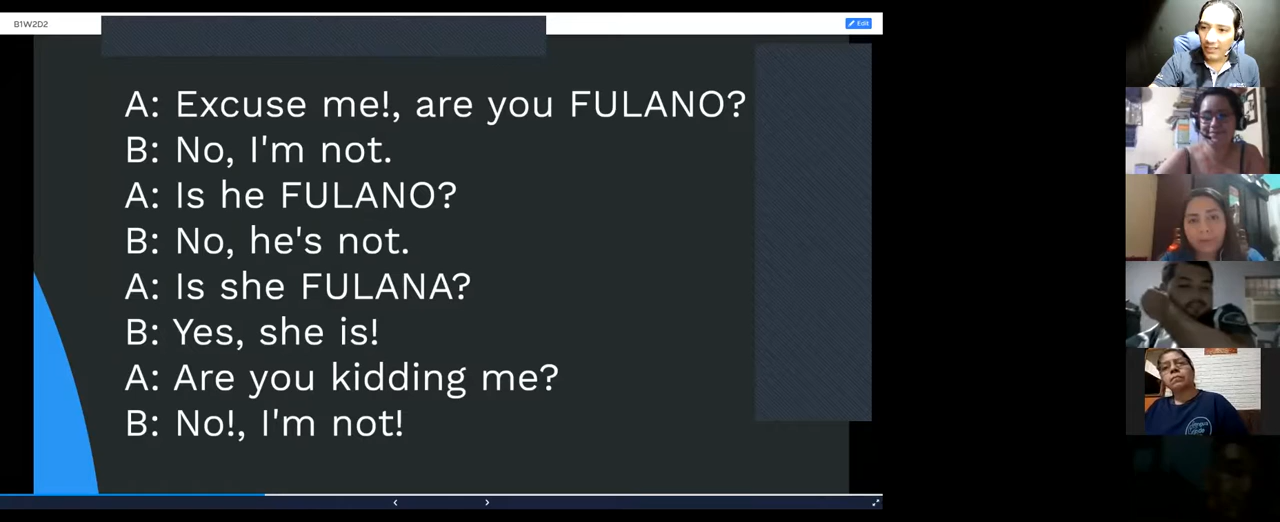 B1W2D2
Edit
A: Excuse me!, are you FULANO?
B: No, I'm not.
A: Is he FULANO?
B: No, he's not.
A: Is she FULANA?
B: Yes, she is!
A: Are you kidding me?
B: No!, I'm not!